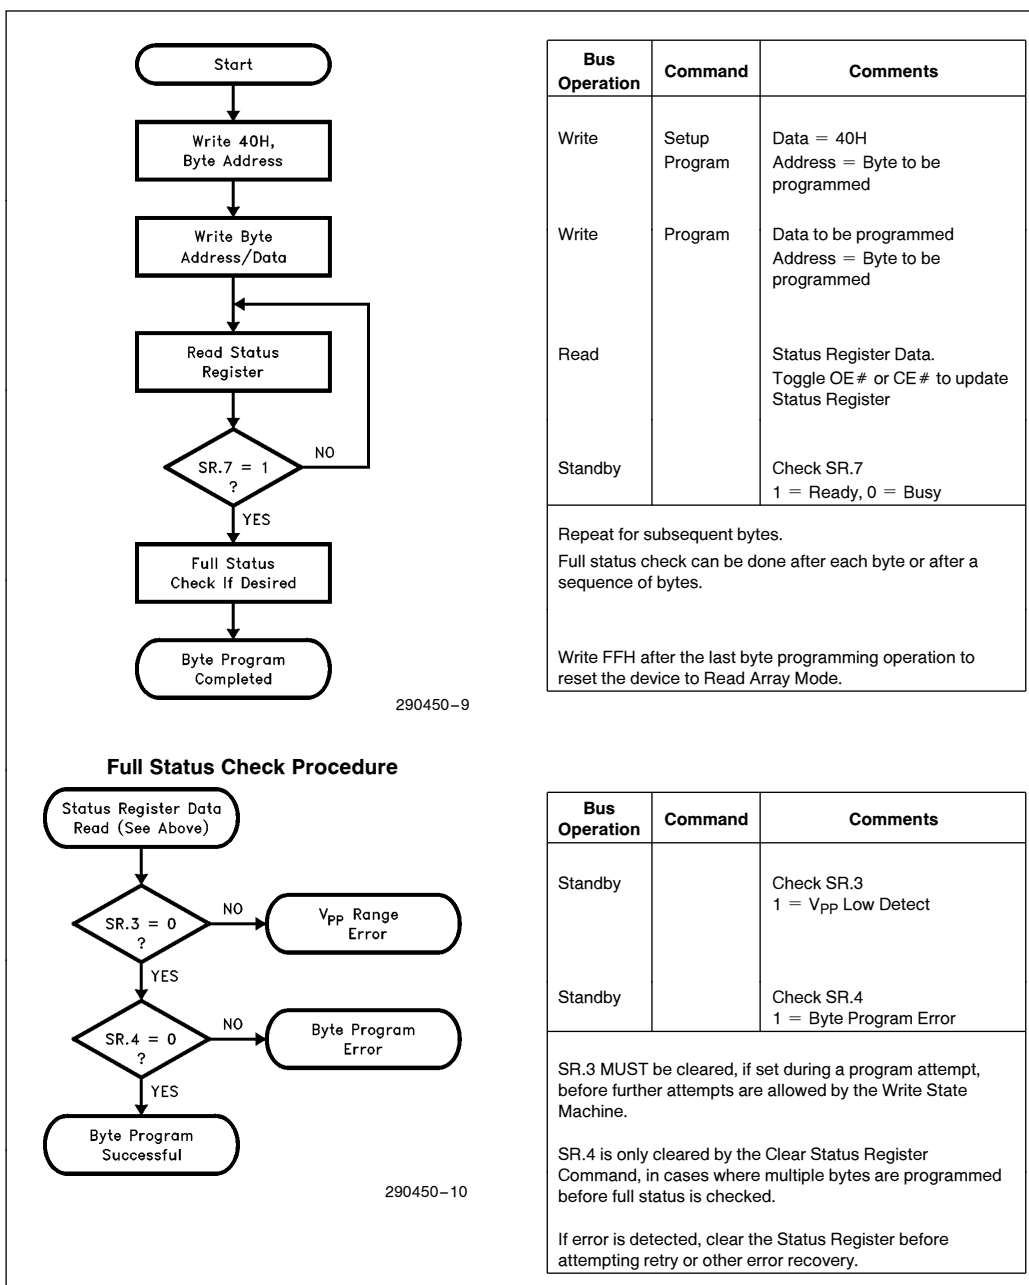 Start
Write 40H,
Byte Address
Write Byte
Address/Data
Read Status
Register
SR.7 = 1
?
NO
YES
Full Status
Check If Desired
Byte Program
Completed
290450–9
Bus
Operation
Command
Comments
Write
Setup
Program
Data = 40H
Address = Byte to be
programmed
Write
Program
Data to be programmed
Address = Byte to be
programmed
Read
Status Register Data.
Toggle OE# or CE# to update
Status Register
Standby
Check SR.7
1 = Ready, 0 = Busy
Repeat for subsequent bytes.
Full status check can be done after each byte or after a
sequence of bytes.
Write FFH after the last byte programming operation to
reset the device to Read Array Mode.
Full Status Check Procedure
Status Register Data
Read (See Above)
SR.3 = 0
?
NO
VPP Range
Error
YES
SR.4 = 0
?
NO
Byte Program
Error
YES
Byte Program
Successful
290450–10
Bus
Operation
Command
Comments
Standby
Check SR.3
1 = VPP Low Detect
Standby
Check SR.4
1 = Byte Program Error
SR.3 MUST be cleared, if set during a program attempt,
before further attempts are allowed by the Write State
Machine.
SR.4 is only cleared by the Clear Status Register
Command, in cases where multiple bytes are programmed
before full status is checked.
If error is detected, clear the Status Register before
attempting retry or other error recovery.